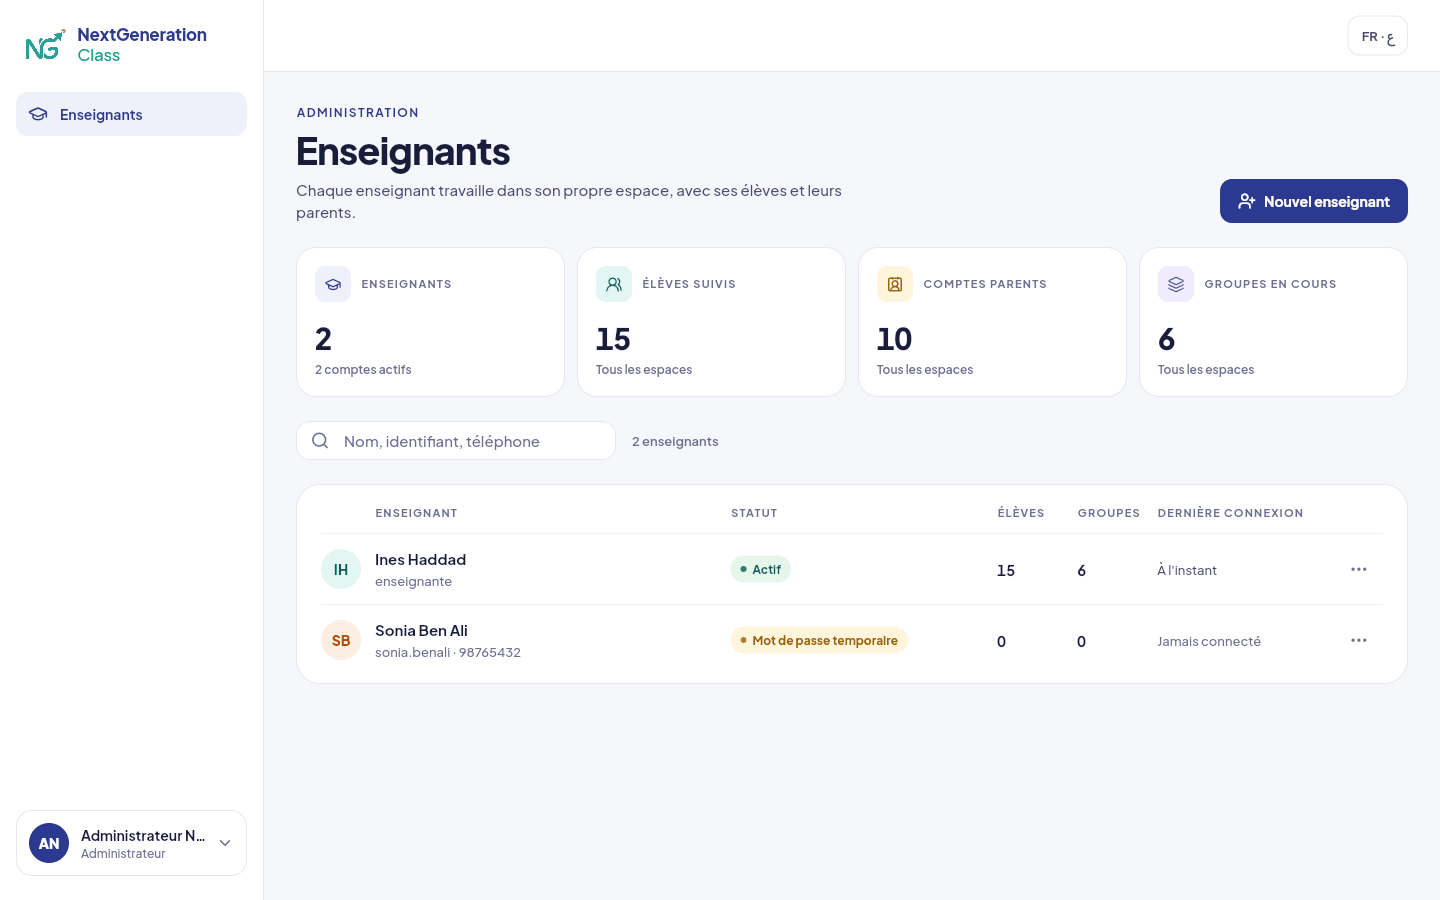 NG
NextGeneration
Class
FR · ع
Enseignants
ADMINISTRATION
Enseignants
Chaque enseignant travaille dans son propre espace, avec ses élèves et leurs
parents.
Nouvel enseignant
ENSEIGNANTS
2
2 comptes actifs
ÉLÈVES SUIVIS
15
Tous les espaces
COMPTES PARENTS
10
Tous les espaces
GROUPES EN COURS
6
Tous les espaces
Nom, identifiant, téléphone
2 enseignants
ENSEIGNANT STATUT ÉLÈVES GROUPES DERNIÈRE CONNEXION
IH Ines Haddad Actif 15 6 À l'instant
enseignante
SB Sonia Ben Ali Mot de passe temporaire 0 0 Jamais connecté
sonia.benali · 98765432
AN Administrateur N...
Administrateur